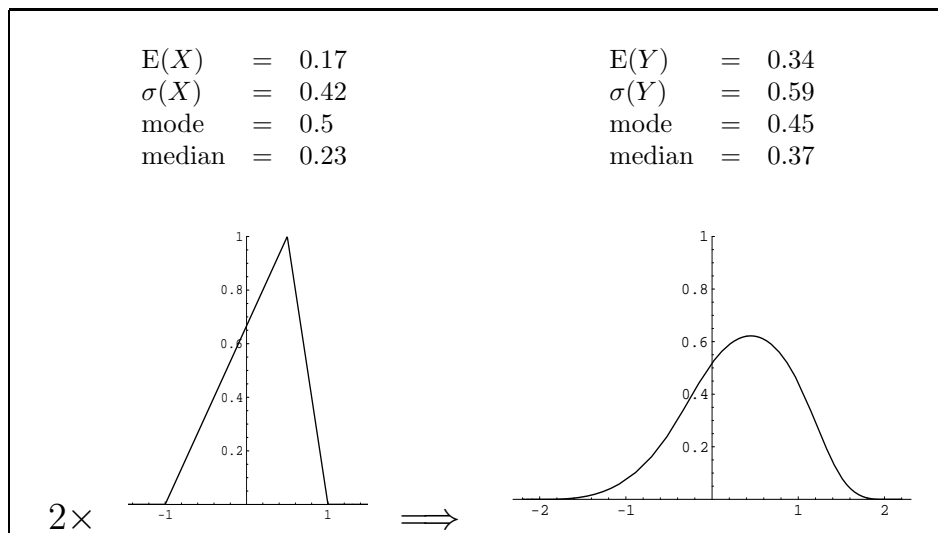 E(X) = 0.17
σ(X) = 0.42
mode = 0.5
median = 0.23
E(Y) = 0.34
σ(Y) = 0.59
mode = 0.45
median = 0.37
1
0.8
0.6
0.4
0.2
-1
1
1
0.8
0.6
0.4
0.2
-2
-1
1
2
2× ⟹